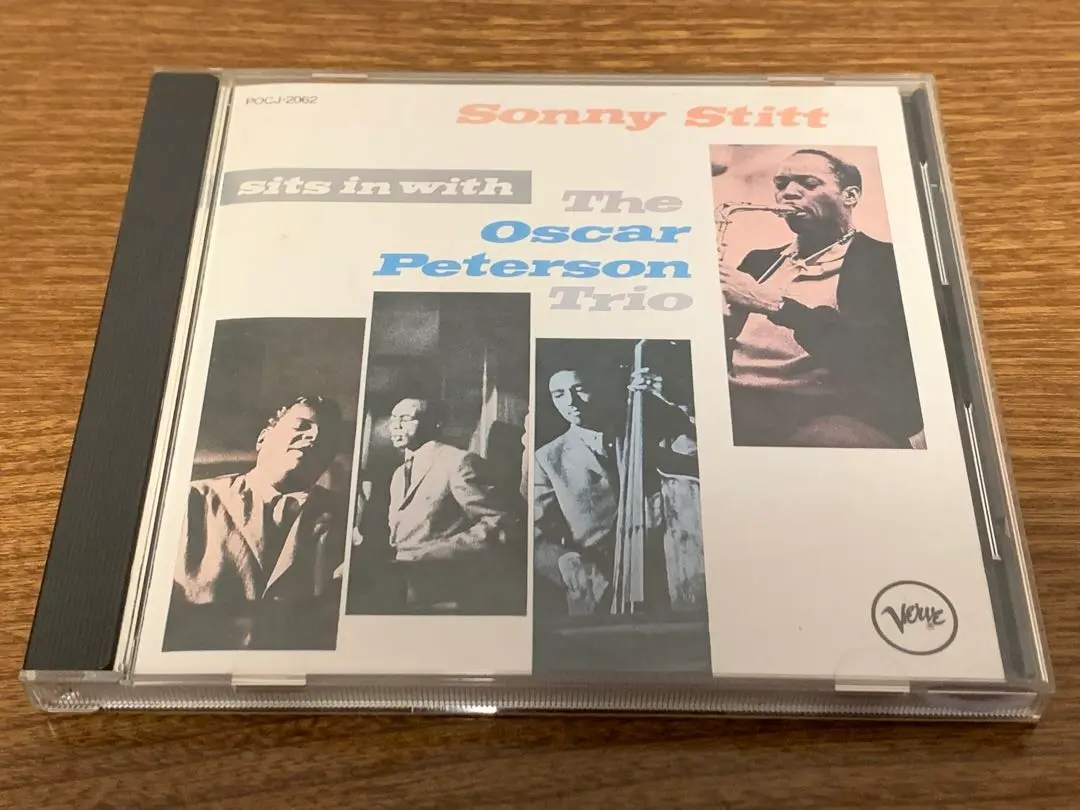 POCJ-2062
Sonny Stitt
sits in with
The
Oscar
Peterson
Trio
Verve